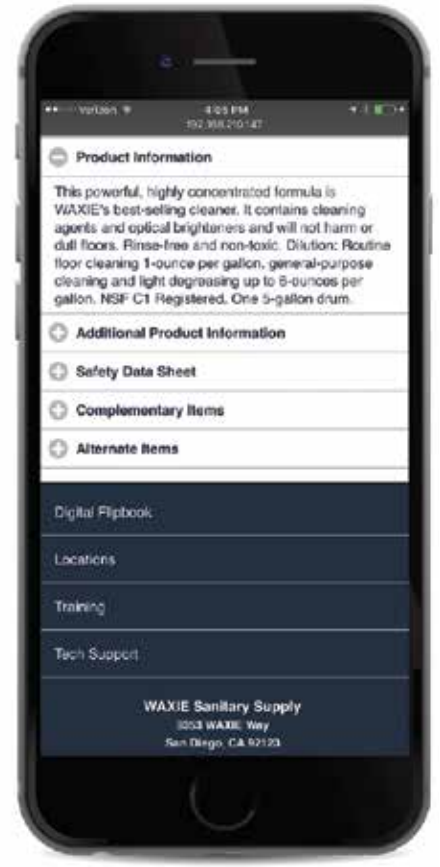 Verizon 4:05 PM
192.168.210.147
Product Information
This powerful, highly concentrated formula is
WAXIE's best-selling cleaner. It contains cleaning
agents and optical brighteners and will not harm or
dull floors. Rinse-free and non-toxic. Dilution: Routine
floor cleaning 1-ounce per gallon, general-purpose
cleaning and light degreasing up to 6-ounces per
gallon. NSF C1 Registered. One 5-gallon drum.
Additional Product Information
Safety Data Sheet
Complementary Items
Alternate Items
Digital Flipbook
Locations
Training
Tech Support
WAXIE Sanitary Supply
3353 WAXIE Way
San Diego, CA 92123